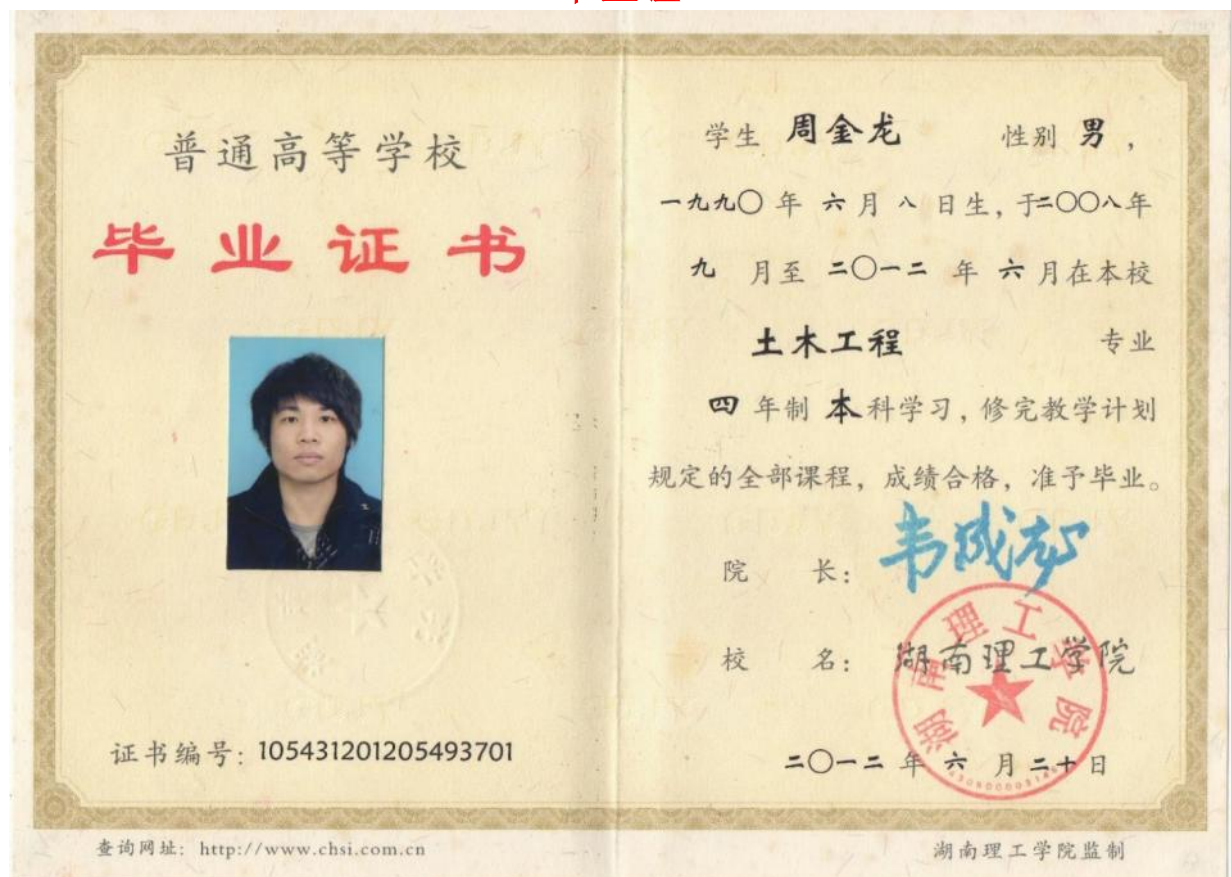 普通高等学校
毕业证书
证书编号：105431201205493701
查询网址：http://www.chsi.com.cn
学生 周金龙 性别 男，
一九九〇年 六月 八 日生，于二〇〇八年
九 月至 二〇一二 年 六月在本校
土木工程 专业
四 年制 本科学习，修完教学计划
规定的全部课程，成绩合格，准予毕业。
院 长：
校 名：湖南理工学院
湖南理工学院
二〇一二 年 六 月 二十日
湖南理工学院监制